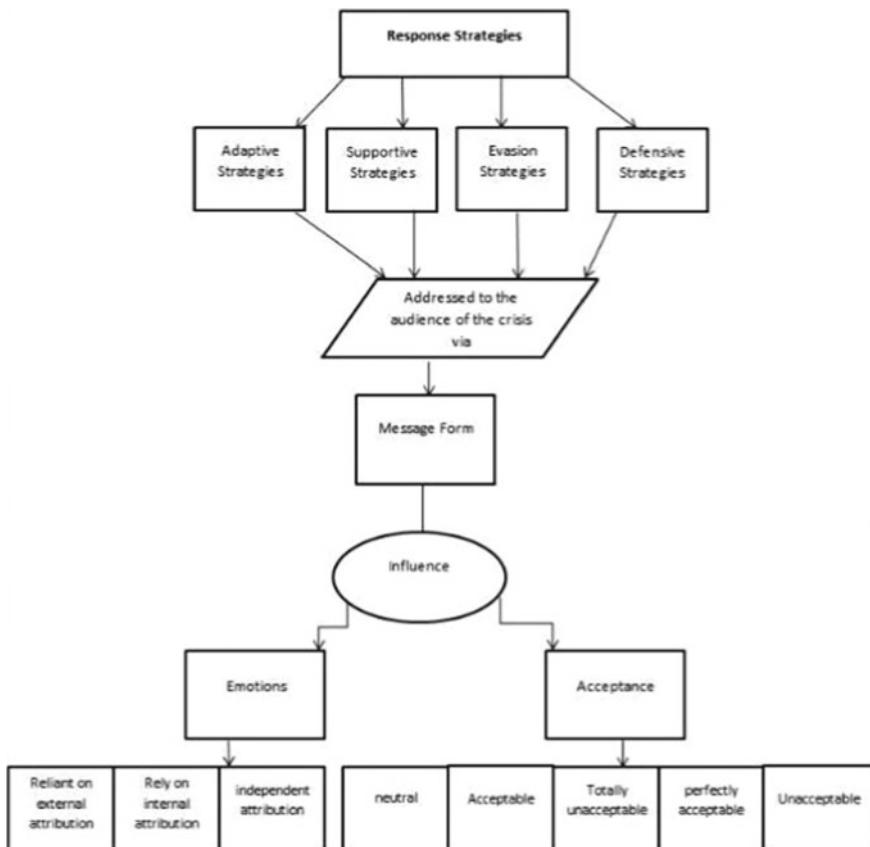 Response Strategies
Adaptive
Strategies
Supportive
Strategies
Evasion
Strategies
Defensive
Strategies
Addressed to the
audience of the crisis
via
Message Form
Influence
Emotions
Acceptance
Reliant on
external
attribution
Rely on
internal
attribution
independent
attribution
neutral
Acceptable
Totally
unacceptable
perfectly
acceptable
Unacceptable